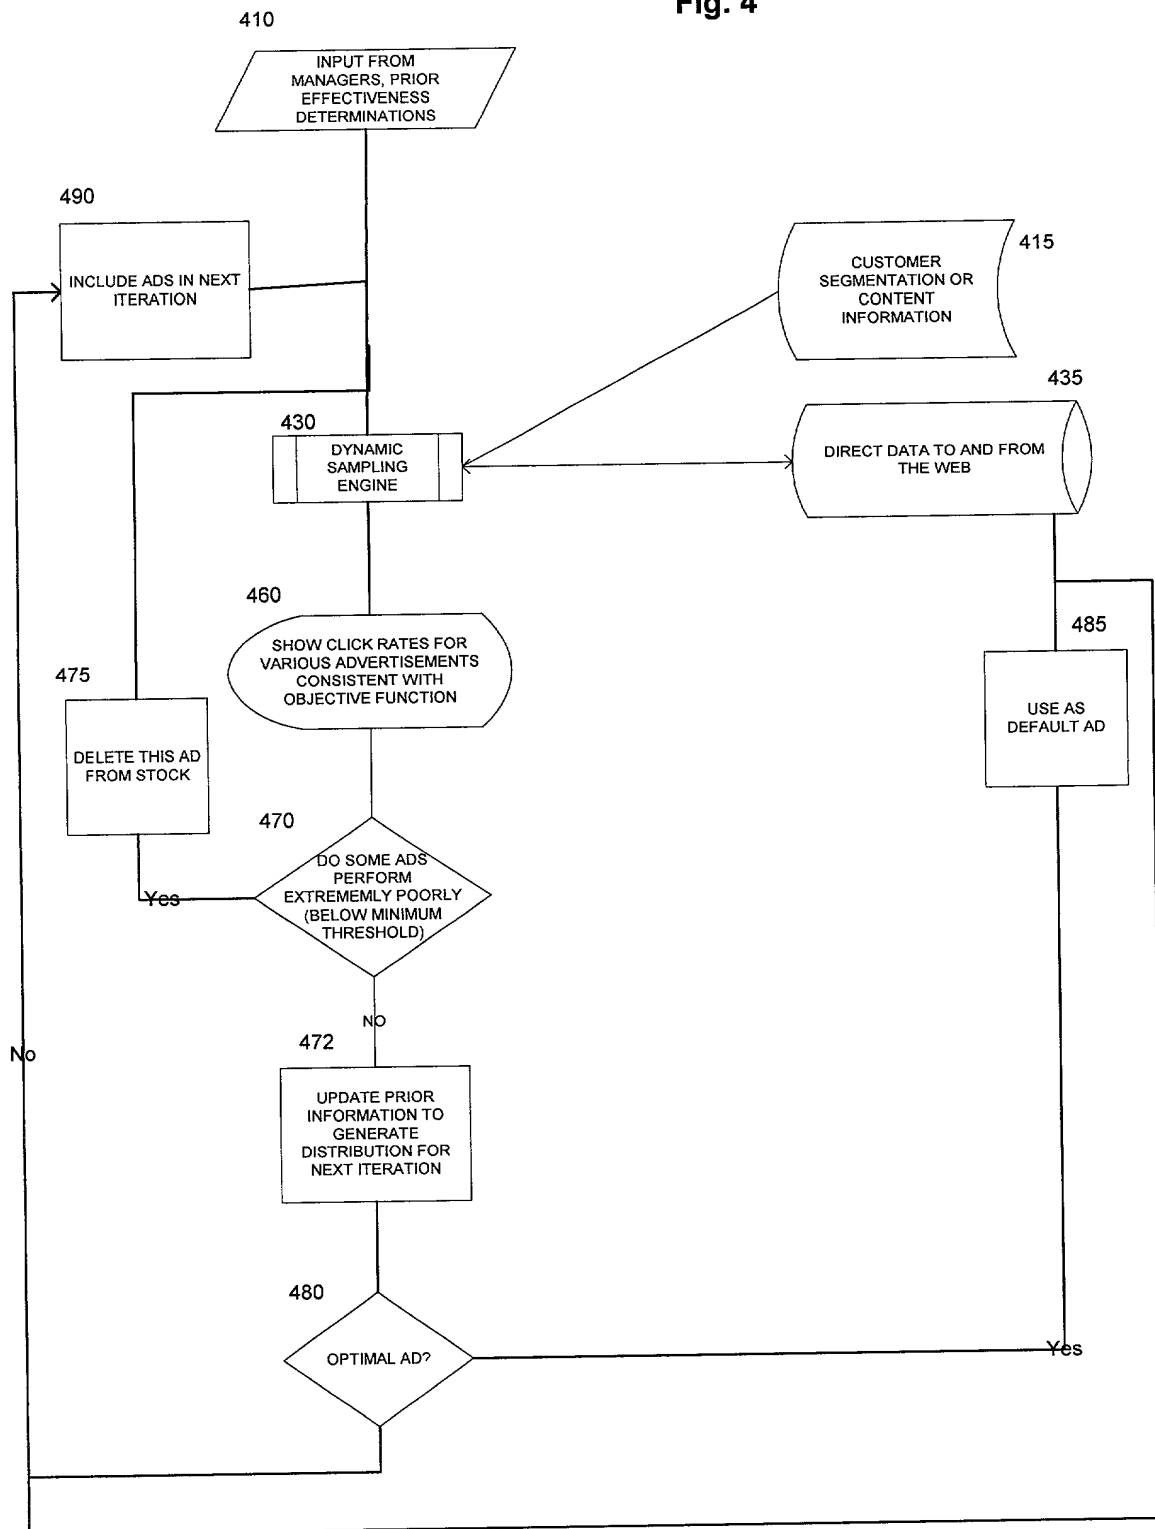 Fig. 4
410
INPUT FROM
MANAGERS, PRIOR
EFFECTIVENESS
DETERMINATIONS
490
INCLUDE ADS IN NEXT
ITERATION
415
CUSTOMER
SEGMENTATION OR
CONTENT
INFORMATION
435
DIRECT DATA TO AND FROM
THE WEB
430
DYNAMIC
SAMPLING
ENGINE
460
SHOW CLICK RATES FOR
VARIOUS ADVERTISEMENTS
CONSISTENT WITH
OBJECTIVE FUNCTION
485
USE AS
DEFAULT AD
475
DELETE THIS AD
FROM STOCK
470
DO SOME ADS
PERFORM
EXTREMEMLY POORLY
(BELOW MINIMUM
THRESHOLD)
Yes
NO
No
472
UPDATE PRIOR
INFORMATION TO
GENERATE
DISTRIBUTION FOR
NEXT ITERATION
480
OPTIMAL AD?
Yes